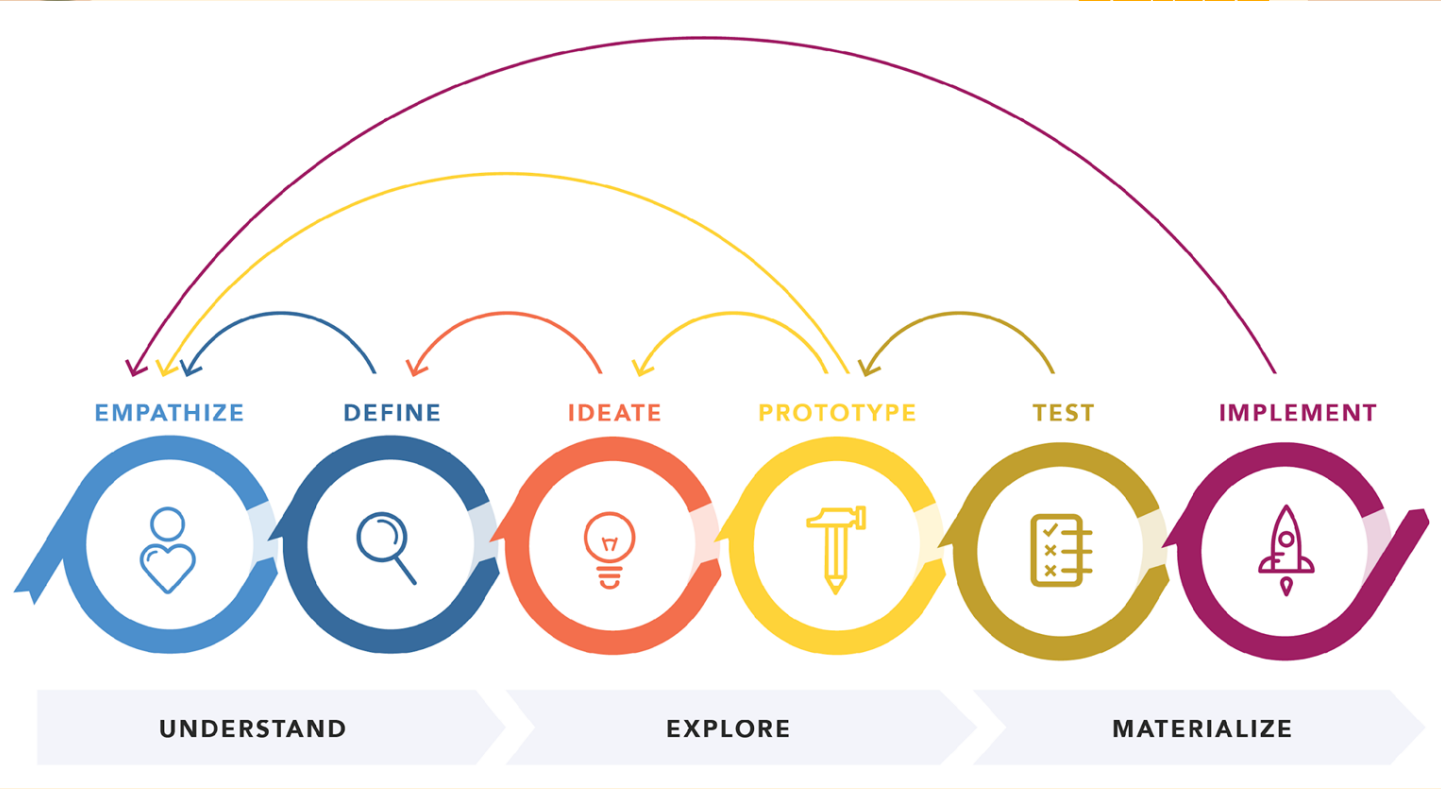 EMPATHIZE
DEFINE
IDEATE
PROTOTYPE
TEST
IMPLEMENT
UNDERSTAND
EXPLORE
MATERIALIZE